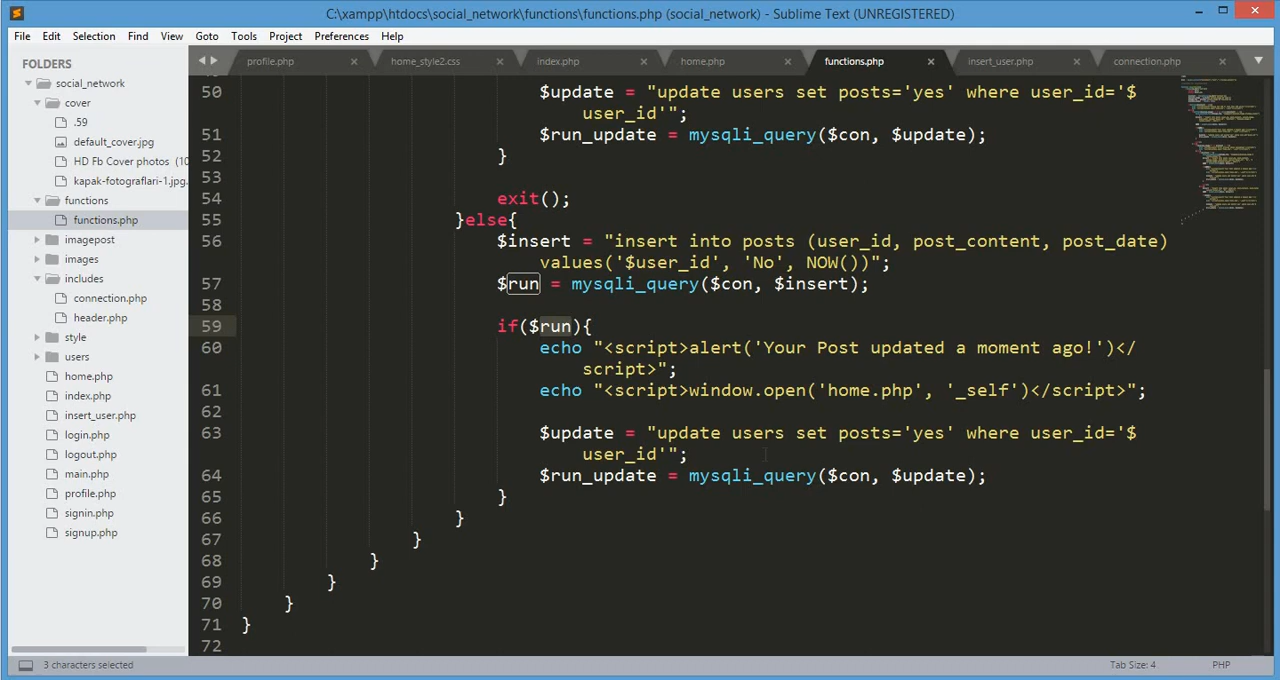 C:\xampp\htdocs\social_network\functions\functions.php (social_network) - Sublime Text (UNREGISTERED)
File Edit Selection Find View Goto Tools Project Preferences Help
FOLDERS
social_network
cover
.59
default_cover.jpg
HD Fb Cover photos (10
kapak-fotograflari-1.jpg.
functions
functions.php
imagepost
images
includes
connection.php
header.php
style
users
home.php
index.php
insert_user.php
login.php
logout.php
main.php
profile.php
signin.php
signup.php
profile.php home_style2.css index.php home.php functions.php insert_user.php connection.php
50 $update = "update users set posts='yes' where user_id='$
user_id'";
51 $run_update = mysqli_query($con, $update);
52 }
53
54 exit();
55 }else{
56 $insert = "insert into posts (user_id, post_content, post_date)
values('$user_id', 'No', NOW())";
57 $run = mysqli_query($con, $insert);
58
59 if($run){
60 echo "<script>alert('Your Post updated a moment ago!')</
script>";
61 echo "<script>window.open('home.php', '_self')</script>";
62
63 $update = "update users set posts='yes' where user_id='$
user_id'";
64 $run_update = mysqli_query($con, $update);
65 }
66 }
67 }
68 }
69 }
70 }
71 }
72
3 characters selected Tab Size: 4 PHP